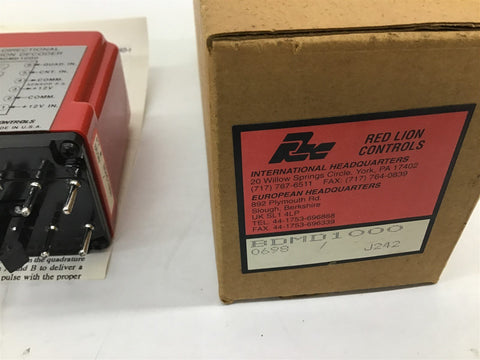 DIRECTIONAL
DECODER
QUAD. IN.
CNT. IN.
COMM.
+12V
COMM.
+12V IN.
CONTROLS
MADE IN U.S.A.
the quadrature
and B to deliver a
pulse with the proper
RED LION
CONTROLS
INTERNATIONAL HEADQUARTERS
20 Willow Springs Circle, York, PA 17402
(717) 767-6511 FAX (717) 764-0839
EUROPEAN HEADQUARTERS
892 Plymouth Rd.
Slough, Berkshire
UK SL1 4LP
TEL. 44-1753-696888
FAX. 44-1753-696339
BDMD1000
0698 / J242